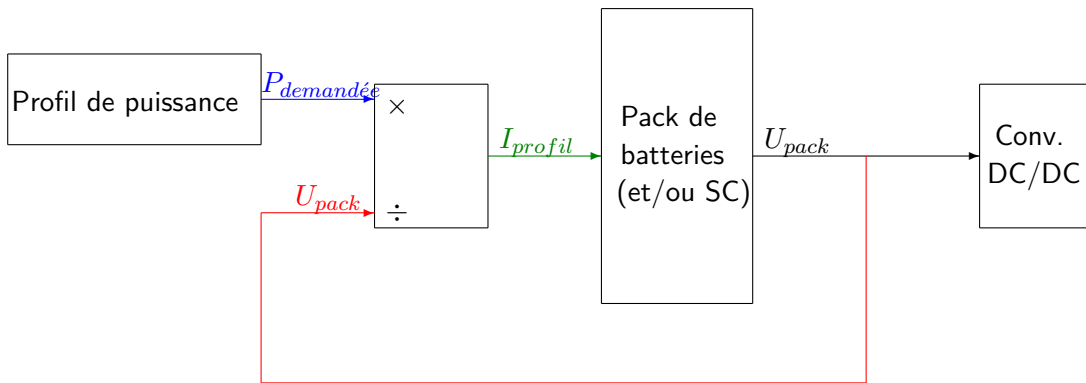 Profil de puissance
P_demandée
×
U_pack
÷
I_profil
Pack de
batteries
(et/ou SC)
U_pack
Conv.
DC/DC